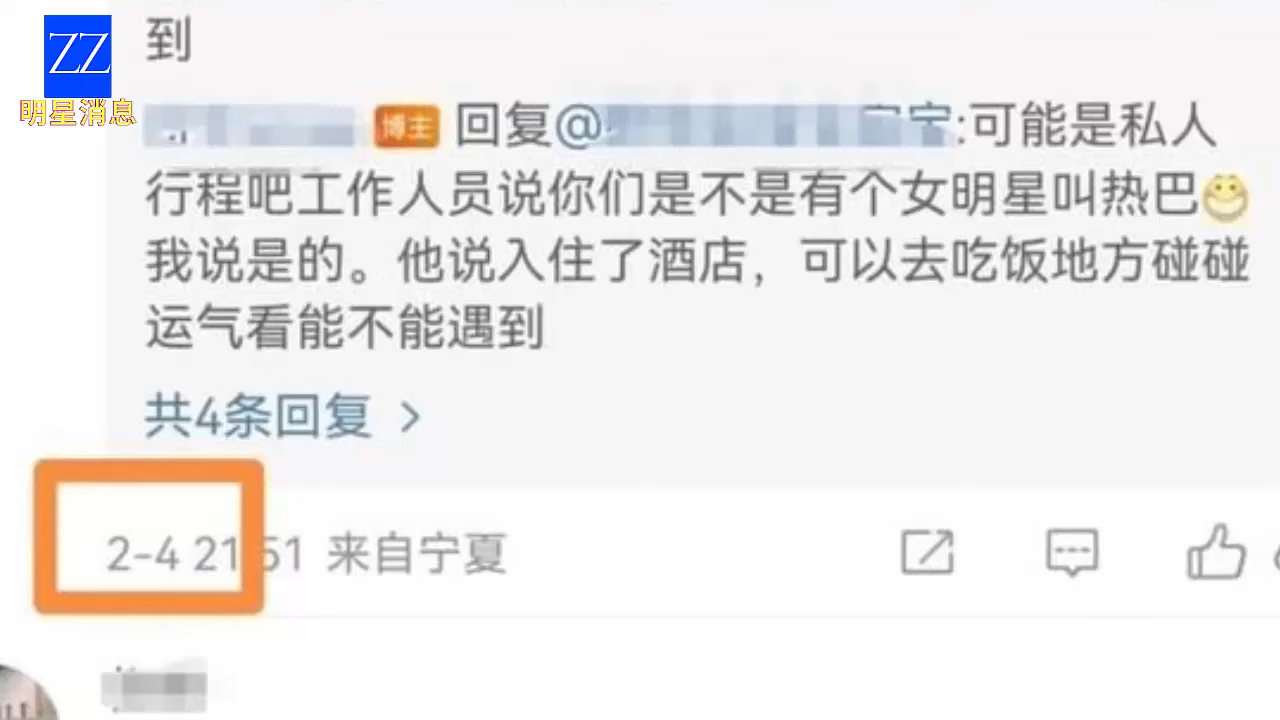 ZZ
明星消息
到
博主 回复@:可能是私人
行程吧工作人员说你们是不是有个女明星叫热巴
我说是的。他说入住了酒店，可以去吃饭地方碰碰
运气看能不能遇到
共4条回复 >
2-4 21:51 来自宁夏